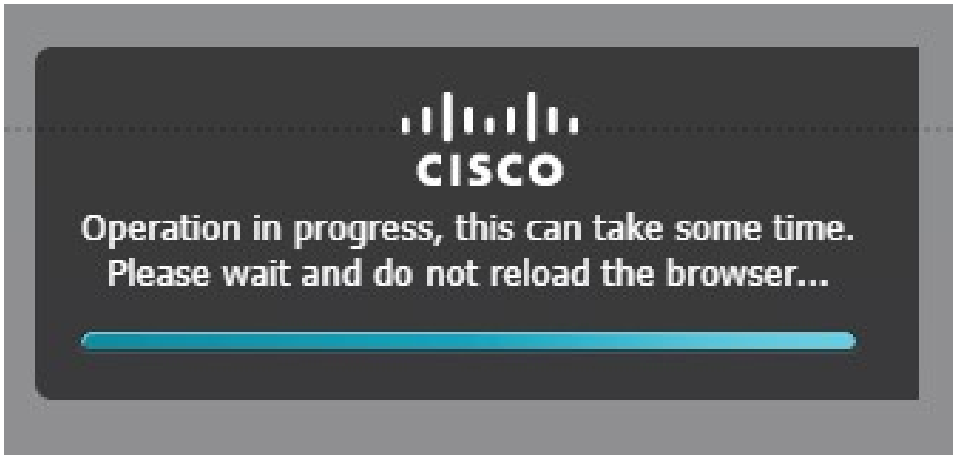 CISCO
Operation in progress, this can take some time.
Please wait and do not reload the browser...